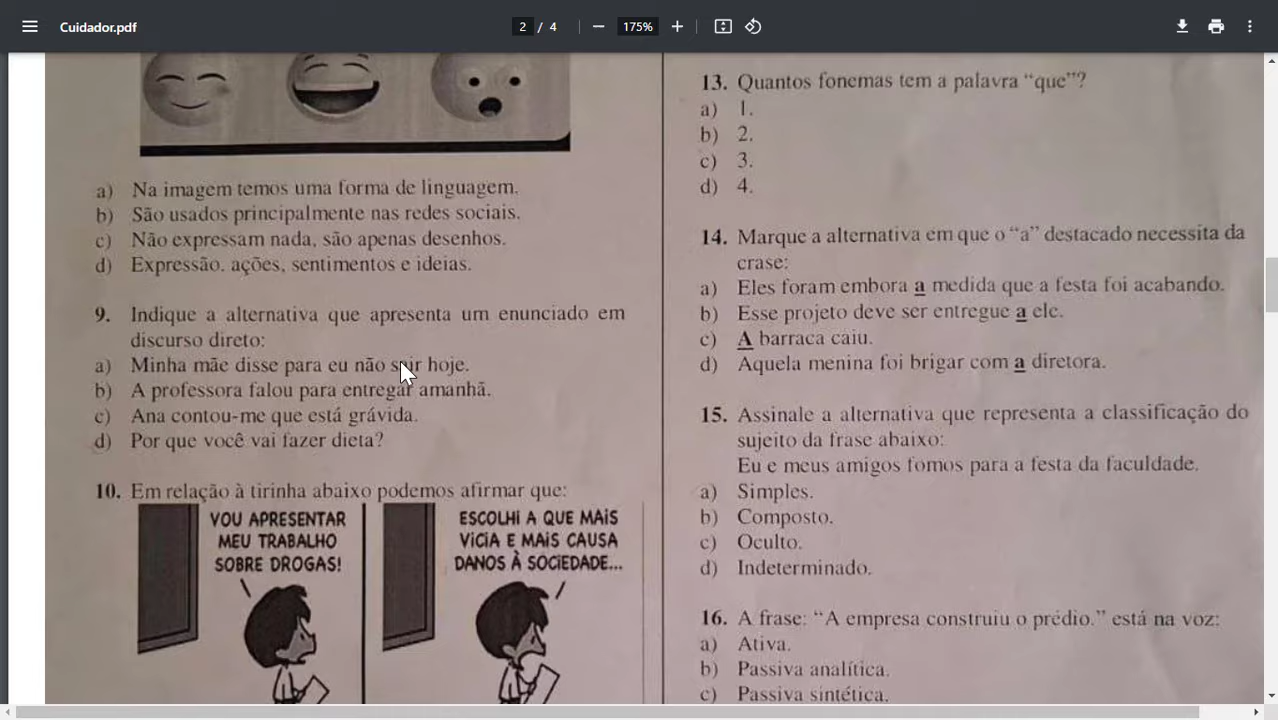 Cuidador.pdf
2 / 4
175%
a) Na imagem temos uma forma de linguagem.
b) São usados principalmente nas redes sociais.
c) Não expressam nada, são apenas desenhos.
d) Expressão, ações, sentimentos e ideias.
9. Indique a alternativa que apresenta um enunciado em
discurso direto:
a) Minha mãe disse para eu não sair hoje.
b) A professora falou para entregar amanhã.
c) Ana contou-me que está grávida.
d) Por que você vai fazer dieta?
10. Em relação à tirinha abaixo podemos afirmar que:
VOU APRESENTAR
MEU TRABALHO
SOBRE DROGAS!
ESCOLHI A QUE MAIS
VICIA E MAIS CAUSA
DANOS À SOCIEDADE...
13. Quantos fonemas tem a palavra “que”?
a) 1.
b) 2.
c) 3.
d) 4.
14. Marque a alternativa em que o “a” destacado necessita da
crase:
a) Eles foram embora a medida que a festa foi acabando.
b) Esse projeto deve ser entregue a ele.
c) A barraca caiu.
d) Aquela menina foi brigar com a diretora.
15. Assinale a alternativa que representa a classificação do
sujeito da frase abaixo:
Eu e meus amigos fomos para a festa da faculdade.
a) Simples.
b) Composto.
c) Oculto.
d) Indeterminado.
16. A frase: “A empresa construiu o prédio.” está na voz:
a) Ativa.
b) Passiva analítica.
c) Passiva sintética.